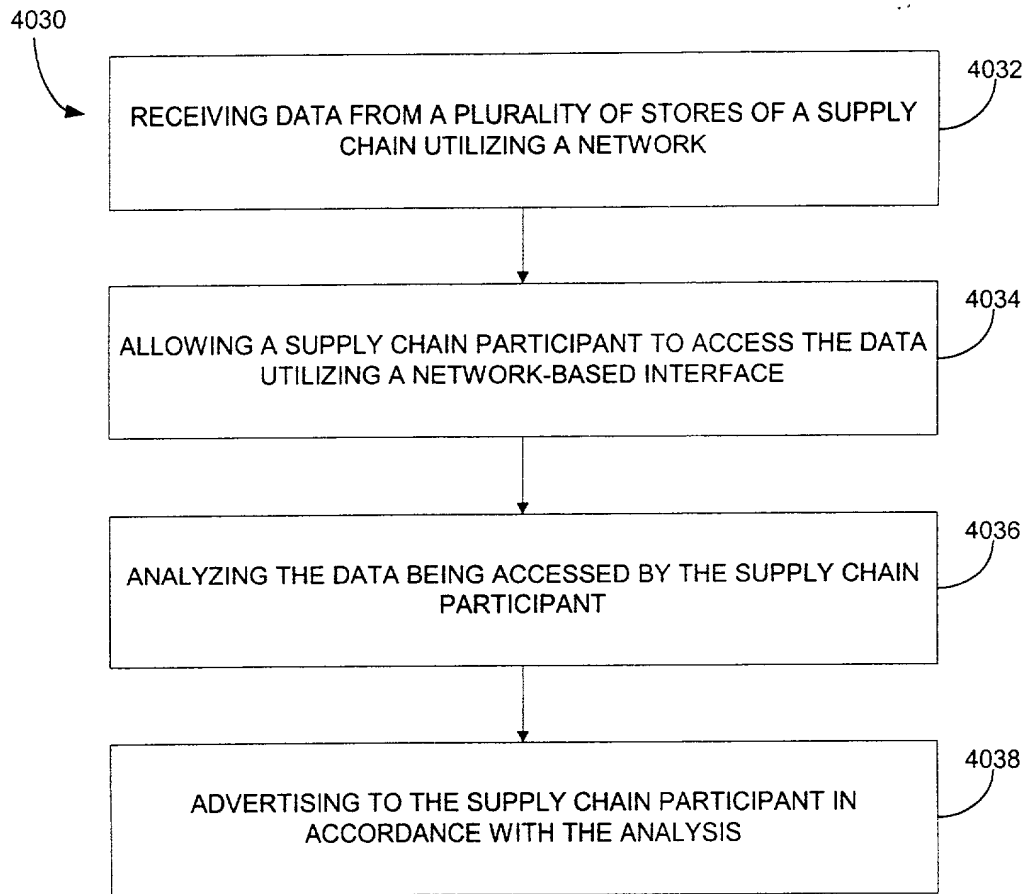 4030
4032
RECEIVING DATA FROM A PLURALITY OF STORES OF A SUPPLY
CHAIN UTILIZING A NETWORK
4034
ALLOWING A SUPPLY CHAIN PARTICIPANT TO ACCESS THE DATA
UTILIZING A NETWORK-BASED INTERFACE
4036
ANALYZING THE DATA BEING ACCESSED BY THE SUPPLY CHAIN
PARTICIPANT
4038
ADVERTISING TO THE SUPPLY CHAIN PARTICIPANT IN
ACCORDANCE WITH THE ANALYSIS